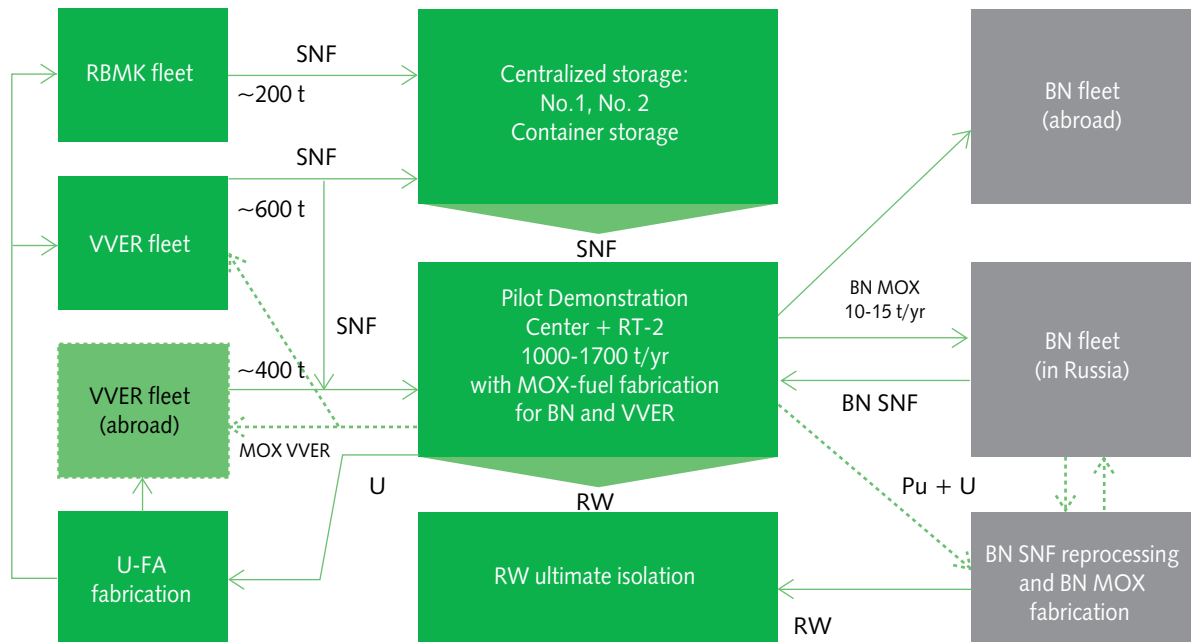 RBMK fleet
SNF
~200 t
Centralized storage:
No.1, No. 2
Container storage
BN fleet
(abroad)
SNF
~600 t
VVER fleet
SNF
SNF
Pilot Demonstration
Center + RT-2
1000-1700 t/yr
with MOX-fuel fabrication
for BN and VVER
BN MOX
10-15 t/yr
BN fleet
(in Russia)
BN SNF
~400 t
VVER fleet
(abroad)
MOX VVER
U
RW
Pu + U
U-FA
fabrication
RW ultimate isolation
BN SNF reprocessing
and BN MOX
fabrication
RW